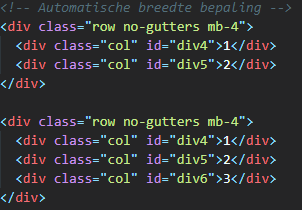 <!-- Automatische breedte bepaling -->
<div class="row no-gutters mb-4">
  <div class="col" id="div4">1</div>
  <div class="col" id="div5">2</div>
</div>

<div class="row no-gutters mb-4">
  <div class="col" id="div4">1</div>
  <div class="col" id="div5">2</div>
  <div class="col" id="div6">3</div>
</div>